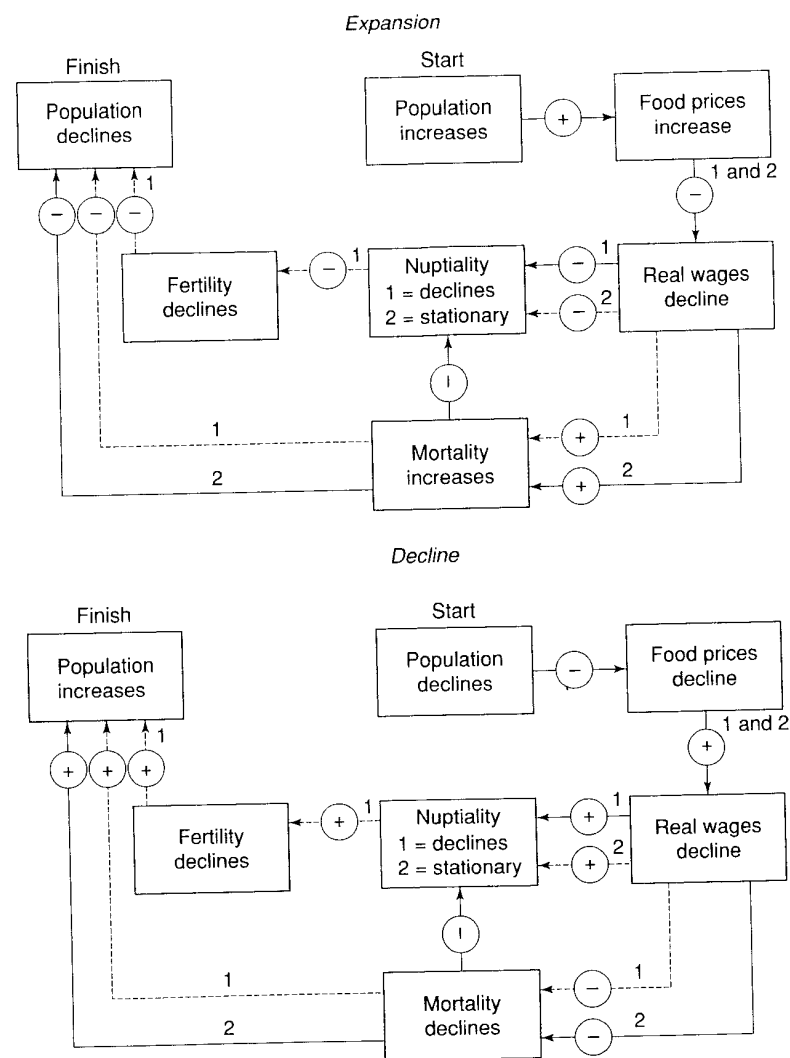 Expansion
Finish
Start
Population
declines
Population
increases
+
Food prices
increase
1 and 2
−
1
−
−
−
Fertility
declines
1
−
Nuptiality
1 = declines
2 = stationary
1
−
2
−
Real wages
decline
I
1
2
Mortality
increases
+
1
+
2
Decline
Finish
Start
Population
increases
Population
declines
−
Food prices
decline
1 and 2
+
1
+
+
+
Fertility
declines
1
+
Nuptiality
1 = declines
2 = stationary
1
+
2
+
Real wages
decline
I
1
2
Mortality
declines
−
1
−
2